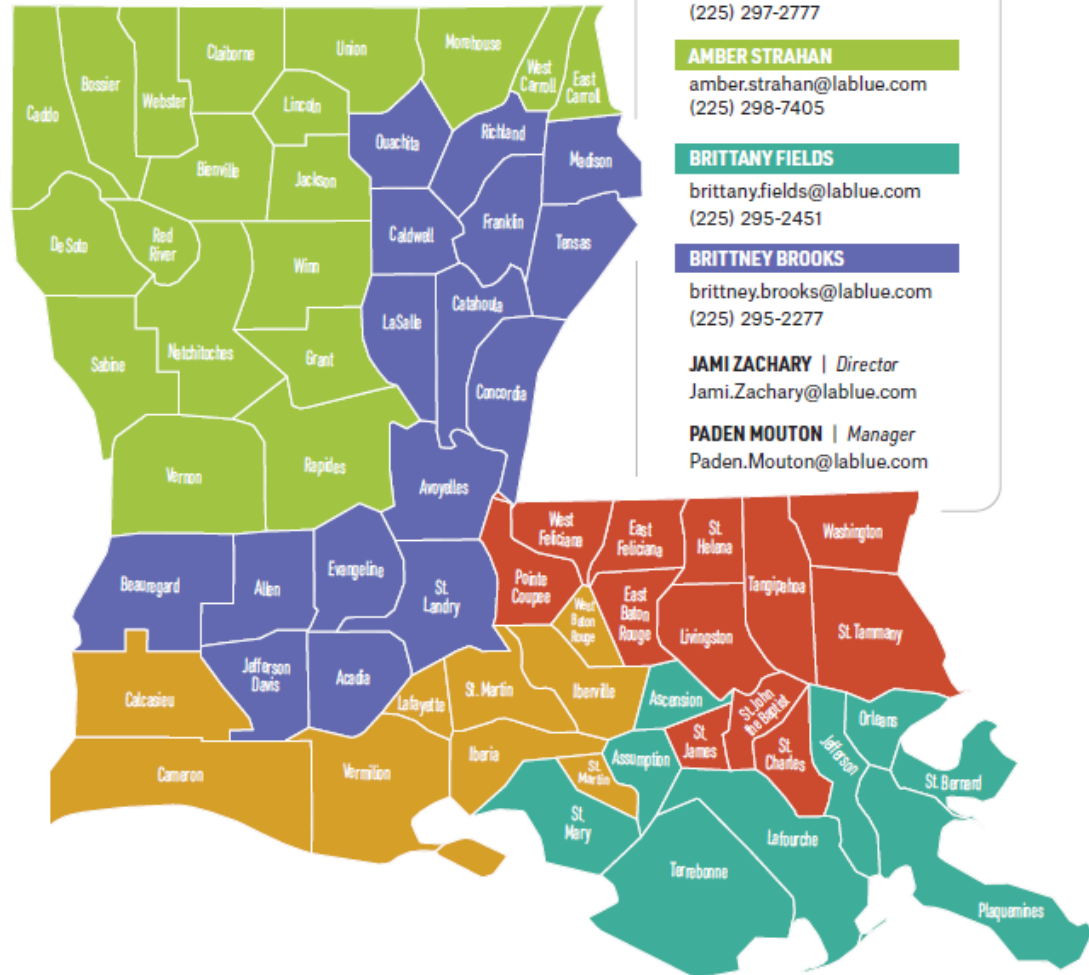 (225) 297-2777
AMBER STRAHAN
amber.strahan@lablue.com
(225) 298-7405
BRITTANY FIELDS
brittany.fields@lablue.com
(225) 295-2451
BRITTNEY BROOKS
brittney.brooks@lablue.com
(225) 295-2277
JAMI ZACHARY | Director
Jami.Zachary@lablue.com
PADEN MOUTON | Manager
Paden.Mouton@lablue.com
Caddo
Bossier
Webster
Claiborne
Union
Morehouse
West
Carroll
East
Carroll
Lincoln
Ouachita
Richland
Madison
Bienville
Jackson
De Soto
Red
River
Winn
Caldwell
Franklin
Tensas
Sabine
Natchitoches
Grant
LaSalle
Catahoula
Concordia
Vernon
Rapides
Avoyelles
Beauregard
Allen
Evangeline
St.
Landry
Pointe
Coupee
West
Feliciana
East
Feliciana
St.
Helena
Tangipahoa
Washington
West
Baton
Rouge
East
Baton
Rouge
Livingston
St. Tammany
Calcasieu
Jefferson
Davis
Acadia
Lafayette
St. Martin
Iberville
Ascension
St. John
the Baptist
St.
James
St.
Charles
Jefferson
Orleans
St. Bernard
Cameron
Vermilion
Iberia
St.
Martin
Assumption
St.
Mary
Terrebonne
Lafourche
Plaquemines